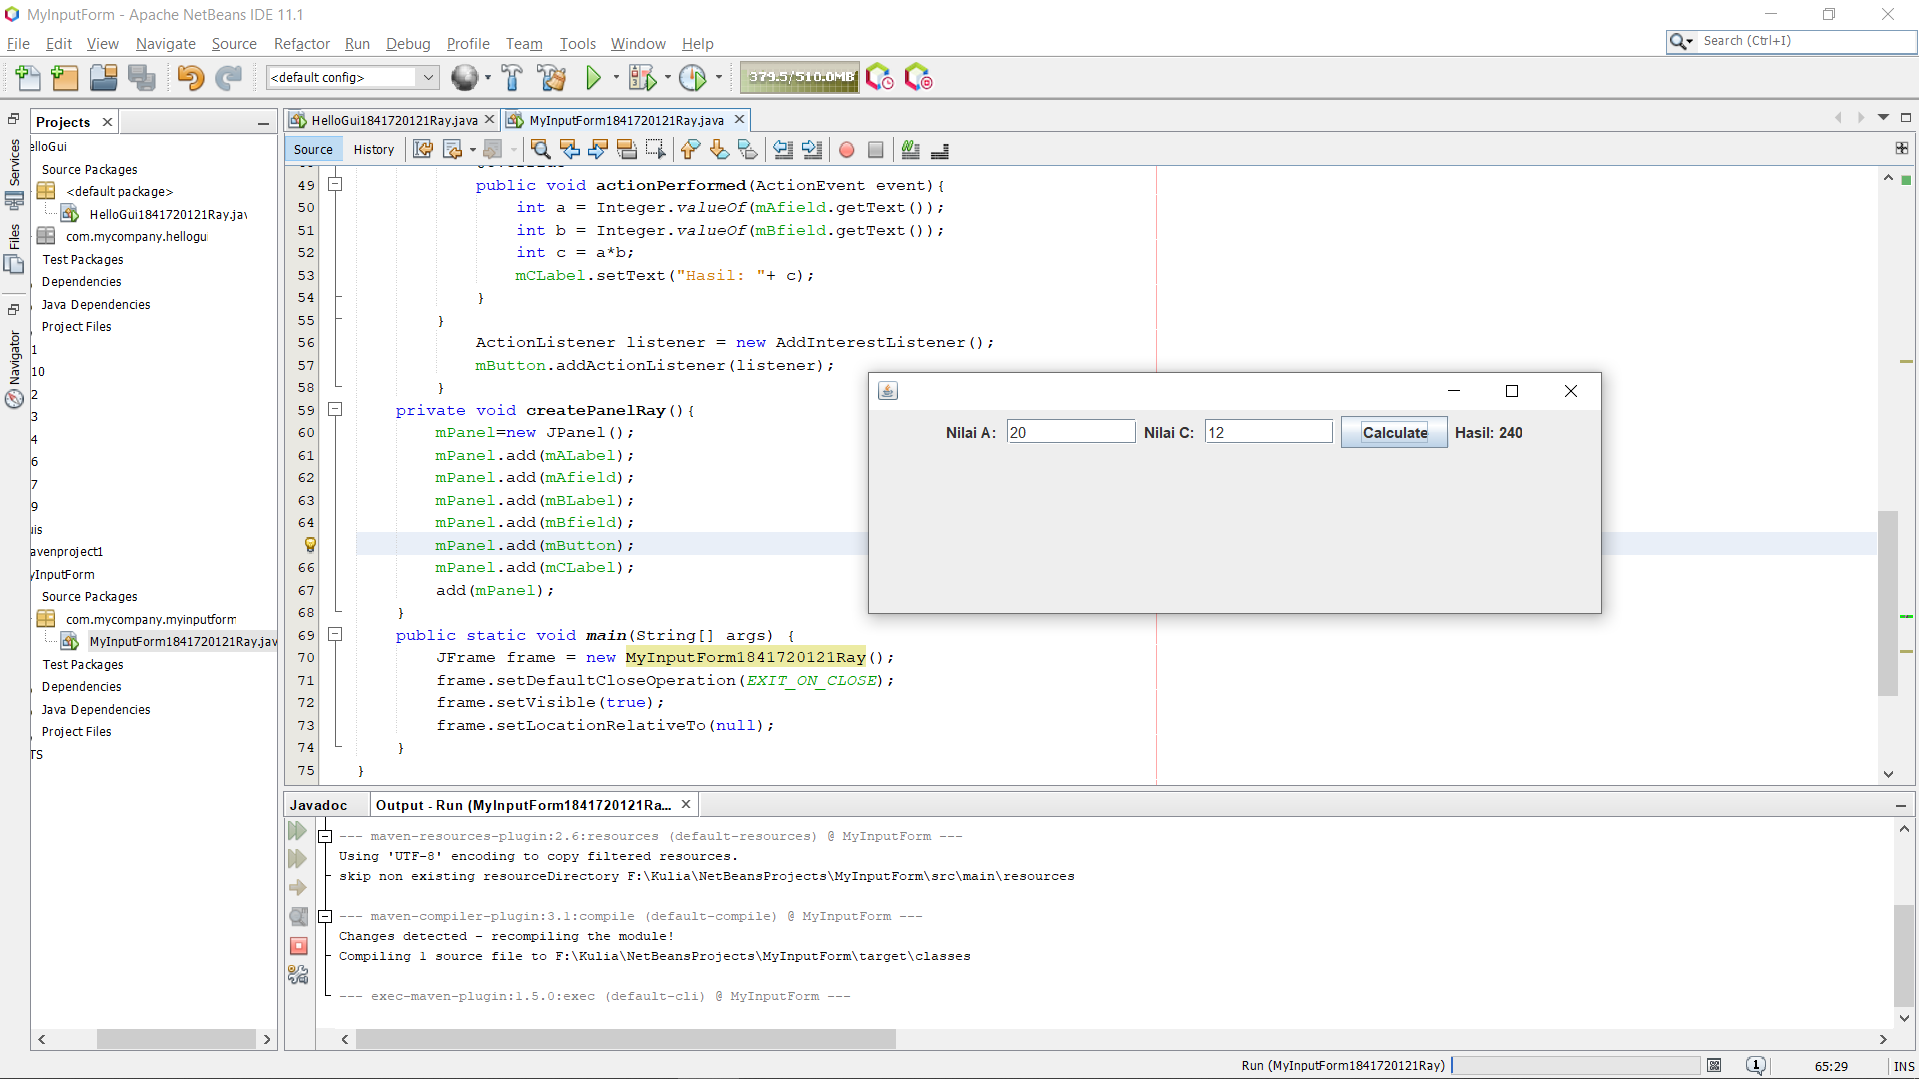 MyInputForm - Apache NetBeans IDE 11.1
File Edit View Navigate Source Refactor Run Debug Profile Team Tools Window Help
Search (Ctrl+I)
<default config>
379.5/510.0MB
Projects
Services
Files
Navigator
elloGui
Source Packages
<default package>
HelloGui1841720121Ray.jav
com.mycompany.hellogui
Test Packages
Dependencies
Java Dependencies
Project Files
1
10
2
3
4
6
7
9
uis
avenproject1
yInputForm
Source Packages
com.mycompany.myinputform
MyInputForm1841720121Ray.jav
Test Packages
Dependencies
Java Dependencies
Project Files
TS
HelloGui1841720121Ray.java
MyInputForm1841720121Ray.java
Source History
49 public void actionPerformed(ActionEvent event){
50 int a = Integer.valueOf(mAfield.getText());
51 int b = Integer.valueOf(mBfield.getText());
52 int c = a*b;
53 mCLabel.setText("Hasil: "+ c);
54 }
55 }
56 ActionListener listener = new AddInterestListener();
57 mButton.addActionListener(listener);
58 }
59 private void createPanelRay(){
60 mPanel=new JPanel();
61 mPanel.add(mALabel);
62 mPanel.add(mAfield);
63 mPanel.add(mBLabel);
64 mPanel.add(mBfield);
mPanel.add(mButton);
66 mPanel.add(mCLabel);
67 add(mPanel);
68 }
69 public static void main(String[] args) {
70 JFrame frame = new MyInputForm1841720121Ray();
71 frame.setDefaultCloseOperation(EXIT_ON_CLOSE);
72 frame.setVisible(true);
73 frame.setLocationRelativeTo(null);
74 }
75 }
Nilai A: 20 Nilai C: 12 Calculate Hasil: 240
Javadoc
Output - Run (MyInputForm1841720121Ra...
--- maven-resources-plugin:2.6:resources (default-resources) @ MyInputForm ---
Using 'UTF-8' encoding to copy filtered resources.
skip non existing resourceDirectory F:\Kulia\NetBeansProjects\MyInputForm\src\main\resources
--- maven-compiler-plugin:3.1:compile (default-compile) @ MyInputForm ---
Changes detected - recompiling the module!
Compiling 1 source file to F:\Kulia\NetBeansProjects\MyInputForm\target\classes
--- exec-maven-plugin:1.5.0:exec (default-cli) @ MyInputForm ---
Run (MyInputForm1841720121Ray)
1
65:29
INS